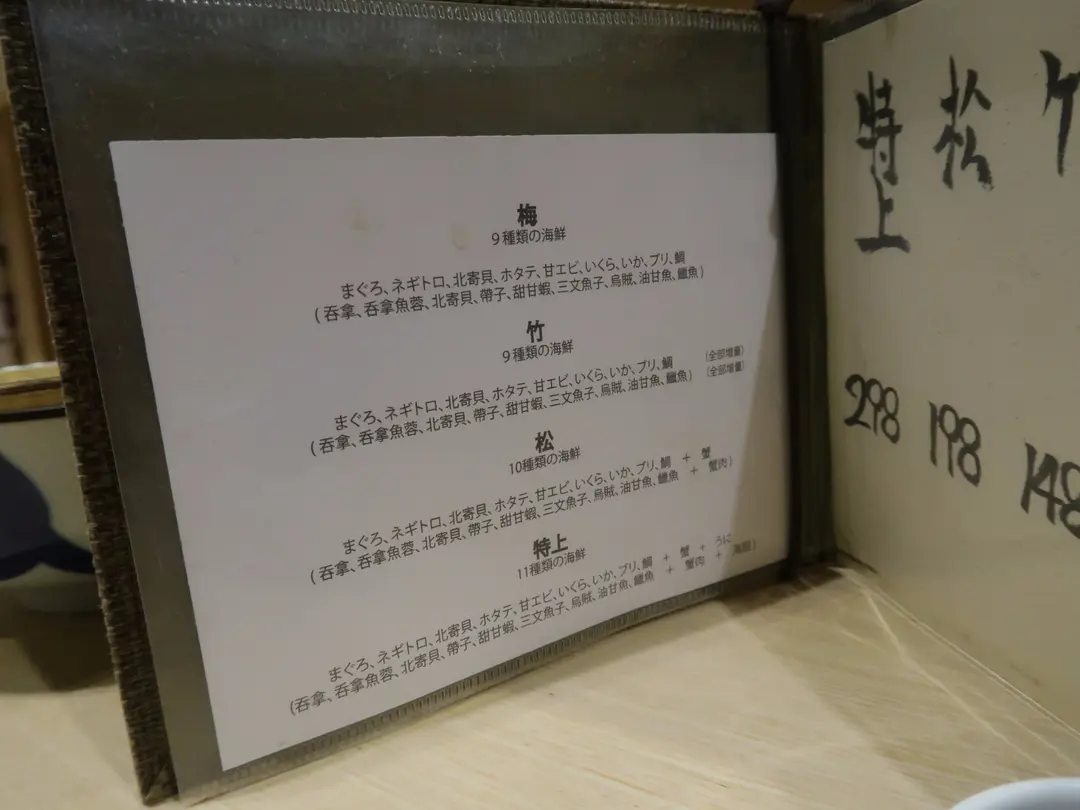 梅
9種類の海鮮
まぐろ、ネギトロ、北寄貝、ホタテ、甘エビ、いくら、いか、ブリ、鯛
(吞拿、吞拿魚蓉、北寄貝、帶子、甜甘蝦、三文魚子、烏賊、油甘魚、鱲魚)
竹
9種類の海鮮
まぐろ、ネギトロ、北寄貝、ホタテ、甘エビ、いくら、いか、ブリ、鯛 (全部増量)
(吞拿、吞拿魚蓉、北寄貝、帶子、甜甘蝦、三文魚子、烏賊、油甘魚、鱲魚) (全部增量)
松
10種類の海鮮
まぐろ、ネギトロ、北寄貝、ホタテ、甘エビ、いくら、いか、ブリ、鯛 + 蟹
(吞拿、吞拿魚蓉、北寄貝、帶子、甜甘蝦、三文魚子、烏賊、油甘魚、鱲魚 + 蟹肉)
特上
11種類の海鮮
まぐろ、ネギトロ、北寄貝、ホタテ、甘エビ、いくら、いか、ブリ、鯛 + 蟹 + うに
(吞拿、吞拿魚蓉、北寄貝、帶子、甜甘蝦、三文魚子、烏賊、油甘魚、鱲魚 + 蟹肉 + 海膽)
特上 298
松 198
148